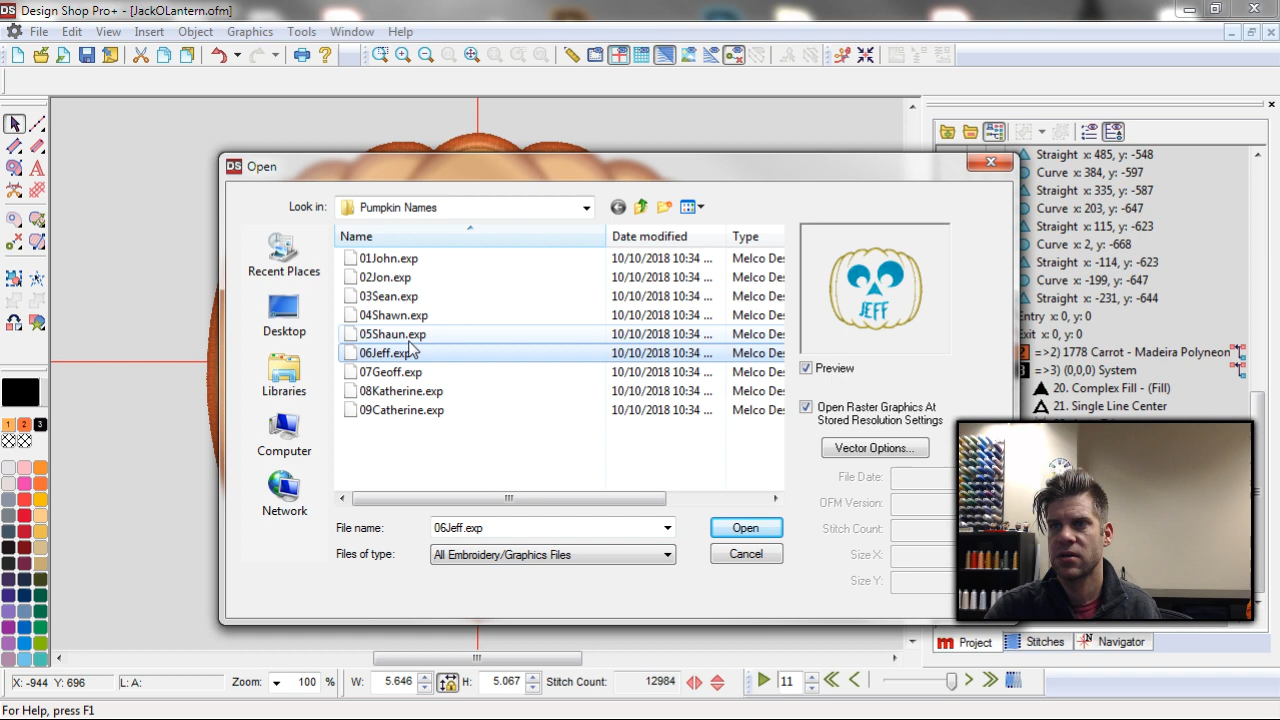 DS Design Shop Pro+ - [JackOLantern.ofm]
File Edit View Insert Object Graphics Tools Window Help
DS Open
Look in: Pumpkin Names
Recent Places
Desktop
Libraries
Computer
Network
Name Date modified Type
01John.exp 10/10/2018 10:34 ... Melco De
02Jon.exp 10/10/2018 10:34 ... Melco De
03Sean.exp 10/10/2018 10:34 ... Melco De
04Shawn.exp 10/10/2018 10:34 ... Melco De
05Shaun.exp 10/10/2018 10:34 ... Melco De
06Jeff.exp 10/10/2018 10:34 ... Melco De
07Geoff.exp 10/10/2018 10:34 ... Melco De
08Katherine.exp 10/10/2018 10:34 ... Melco De
09Catherine.exp 10/10/2018 10:34 ... Melco De
File name: 06Jeff.exp Open
Files of type: All Embroidery/Graphics Files Cancel
JEFF
Preview
Open Raster Graphics At
Stored Resolution Settings
Vector Options...
File Date:
OFM Version:
Stitch Count:
Size X:
Size Y:
Straight x: 485, y: -548
Curve x: 384, y: -597
Straight x: 335, y: -587
Curve x: 203, y: -647
Straight x: 115, y: -623
Curve x: 2, y: -668
Straight x: -114, y: -623
Curve x: -199, y: -647
Straight x: -231, y: -644
Entry x: 0, y: 0
Exit x: 0, y: 0
2 =>2) 1778 Carrot - Madeira Polyneon
3 =>3) (0,0,0) System
20. Complex Fill - (Fill)
21. Single Line Center
1 2 3
Project Stitches Navigator
X: -944 Y: 696 L: A: Zoom: 100 % W: 5.646 H: 5.067 Stitch Count: 12984 11
For Help, press F1